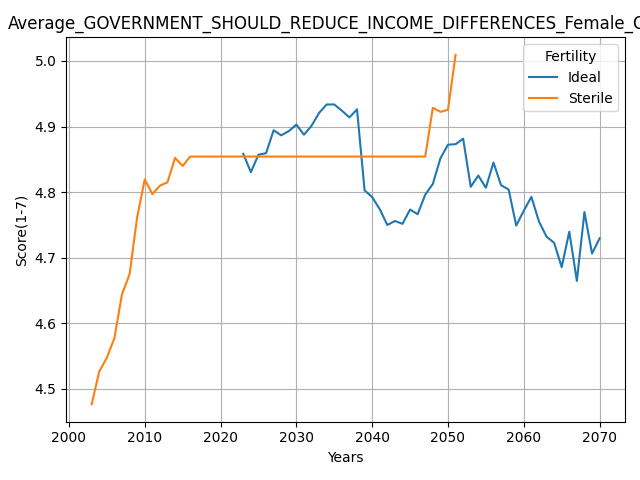 Average_GOVERNMENT_SHOULD_REDUCE_INCOME_DIFFERENCES_Female_
Fertility
Ideal
Sterile
Score(1-7)
5.0
4.9
4.8
4.7
4.6
4.5
2000 2010 2020 2030 2040 2050 2060 2070
Years